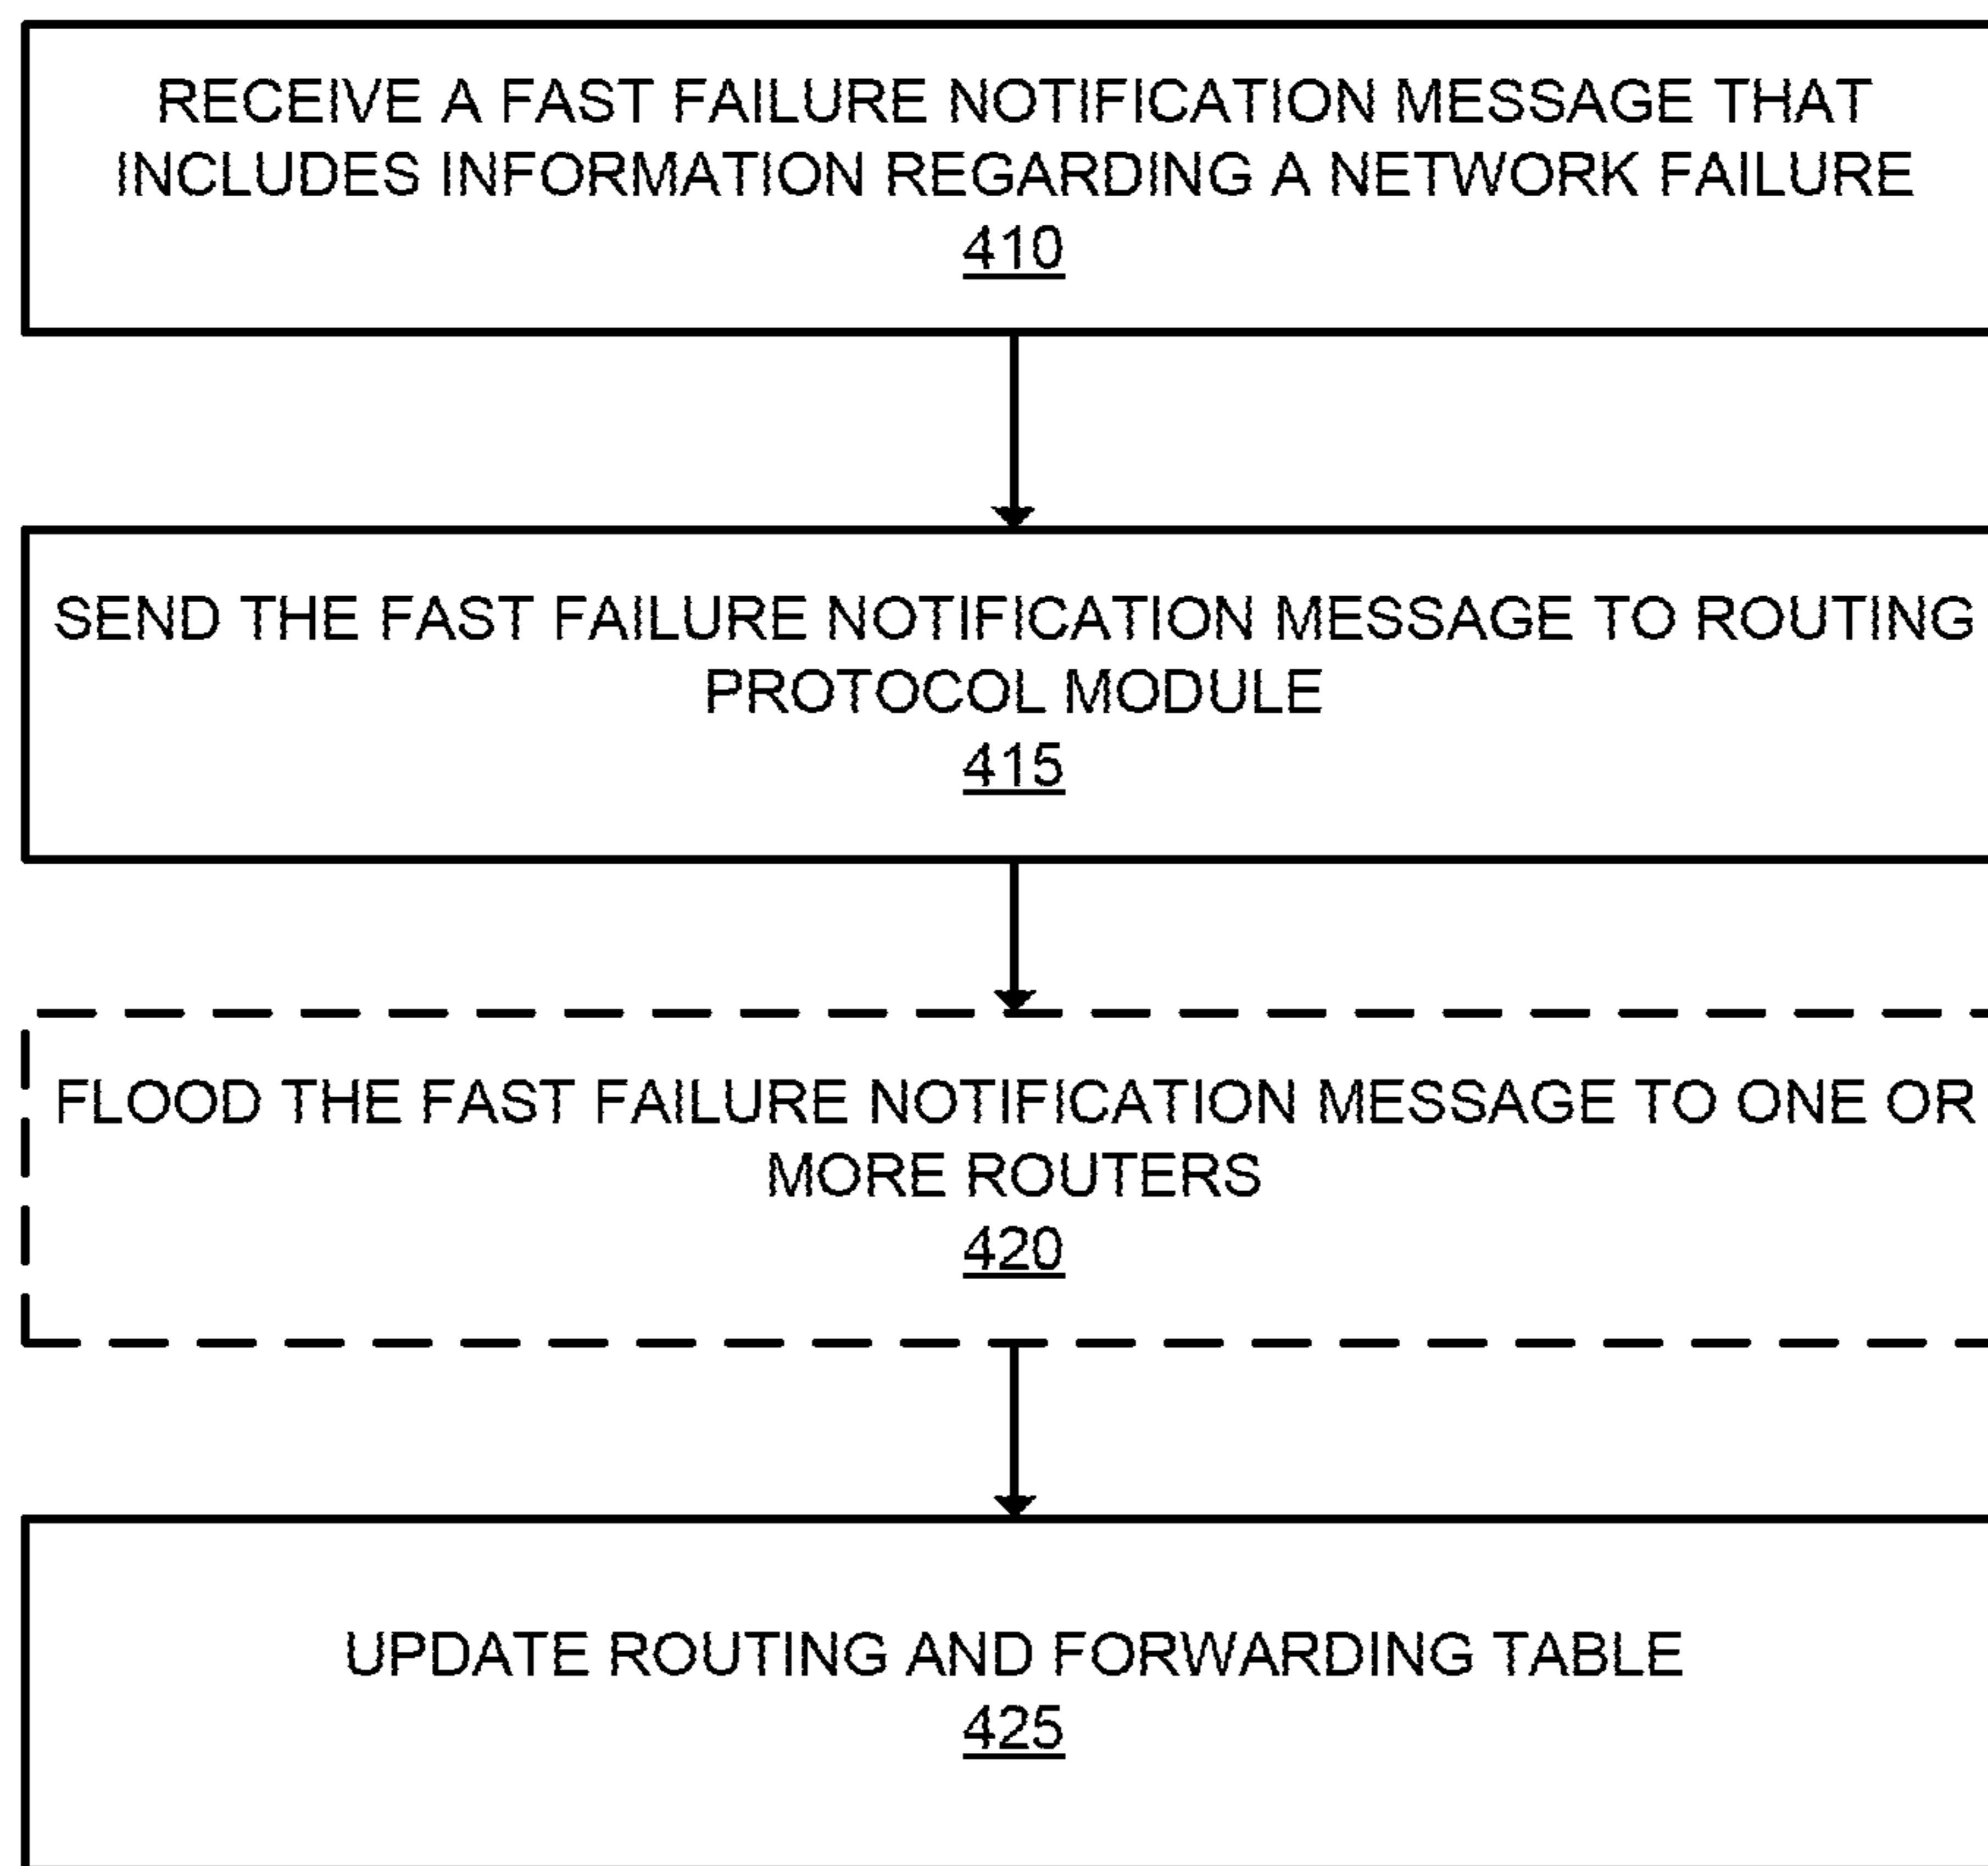 RECEIVE A FAST FAILURE NOTIFICATION MESSAGE THAT
INCLUDES INFORMATION REGARDING A NETWORK FAILURE
410
SEND THE FAST FAILURE NOTIFICATION MESSAGE TO ROUTING
PROTOCOL MODULE
415
FLOOD THE FAST FAILURE NOTIFICATION MESSAGE TO ONE OR
MORE ROUTERS
420
UPDATE ROUTING AND FORWARDING TABLE
425